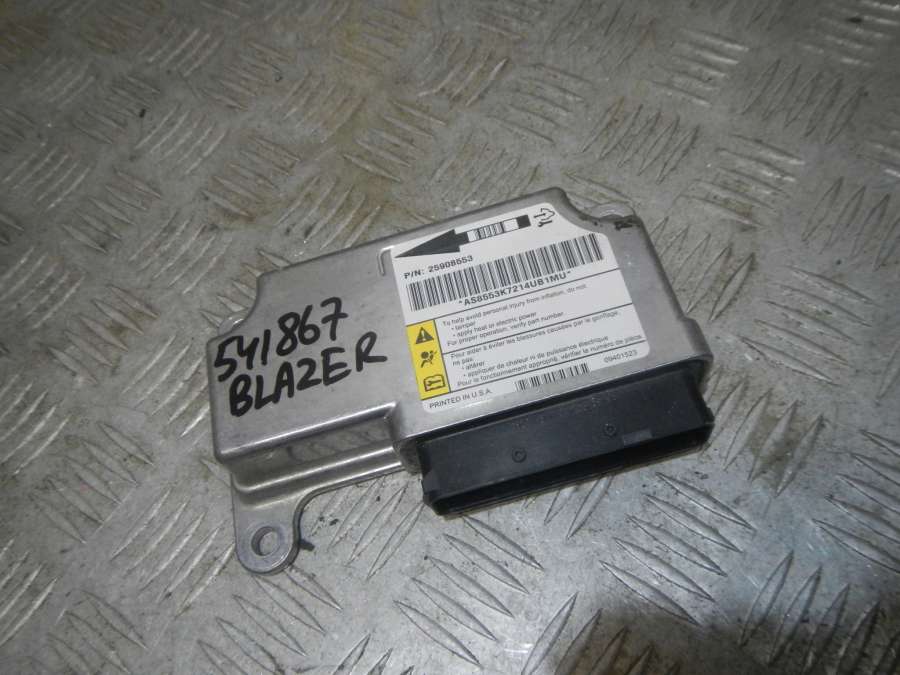 P/N: 25908553
*AS8553K7214UB1MU*
To help avoid personal injury from inflation, do not:
• tamper
• apply heat or electric power
For proper operation, verify part number.
Pour aider à éviter les blessures causées par le gonflage,
ne pas:
• altérer
• appliquer de chaleur ni de puissance électrique
Pour le fonctionnement approprié, vérifier le numéro de pièce.
09401523
PRINTED IN U.S.A.
541867
BLAZER